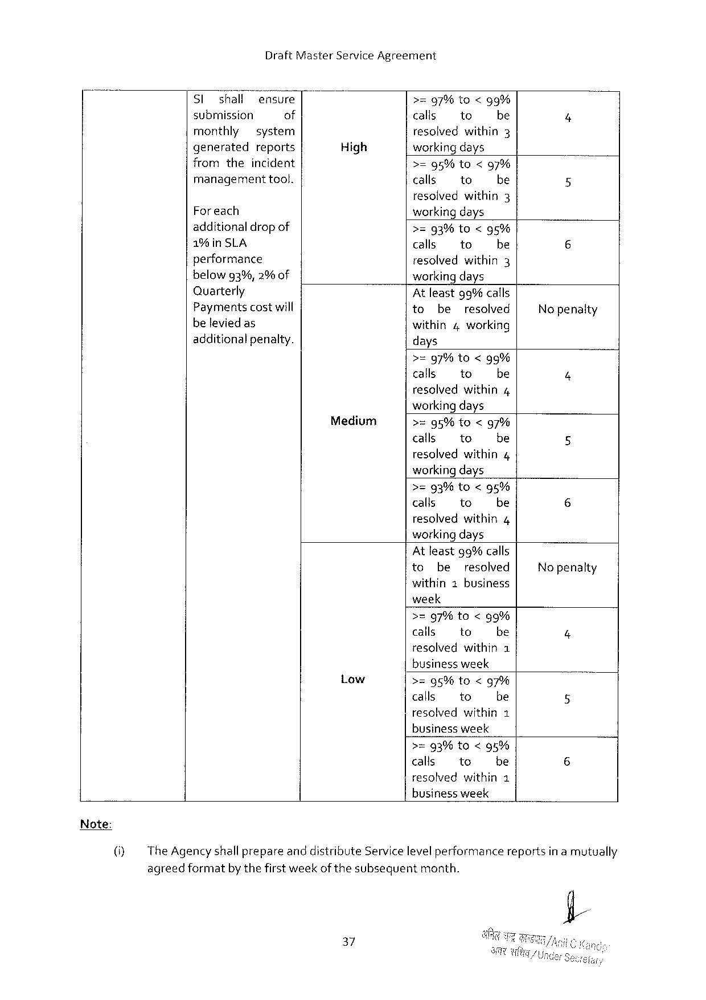 Draft Master Service Agreement
SI shall ensure
submission of
monthly system
generated reports
from the incident
management tool.
For each
additional drop of
1% in SLA
performance
below 93%, 2% of
Quarterly
Payments cost will
be levied as
additional penalty.
High
>= 97% to < 99%
calls to be
resolved within 3
working days
4
>= 95% to < 97%
calls to be
resolved within 3
working days
5
>= 93% to < 95%
calls to be
resolved within 3
working days
6
Medium
At least 99% calls
to be resolved
within 4 working
days
No penalty
>= 97% to < 99%
calls to be
resolved within 4
working days
4
>= 95% to < 97%
calls to be
resolved within 4
working days
5
>= 93% to < 95%
calls to be
resolved within 4
working days
6
Low
At least 99% calls
to be resolved
within 1 business
week
No penalty
>= 97% to < 99%
calls to be
resolved within 1
business week
4
>= 95% to < 97%
calls to be
resolved within 1
business week
5
>= 93% to < 95%
calls to be
resolved within 1
business week
6
Note:
(i) The Agency shall prepare and distribute Service level performance reports in a mutually
agreed format by the first week of the subsequent month.
37
अनिल चन्द्र /Anil C
अवर सचिव/Under Secretary